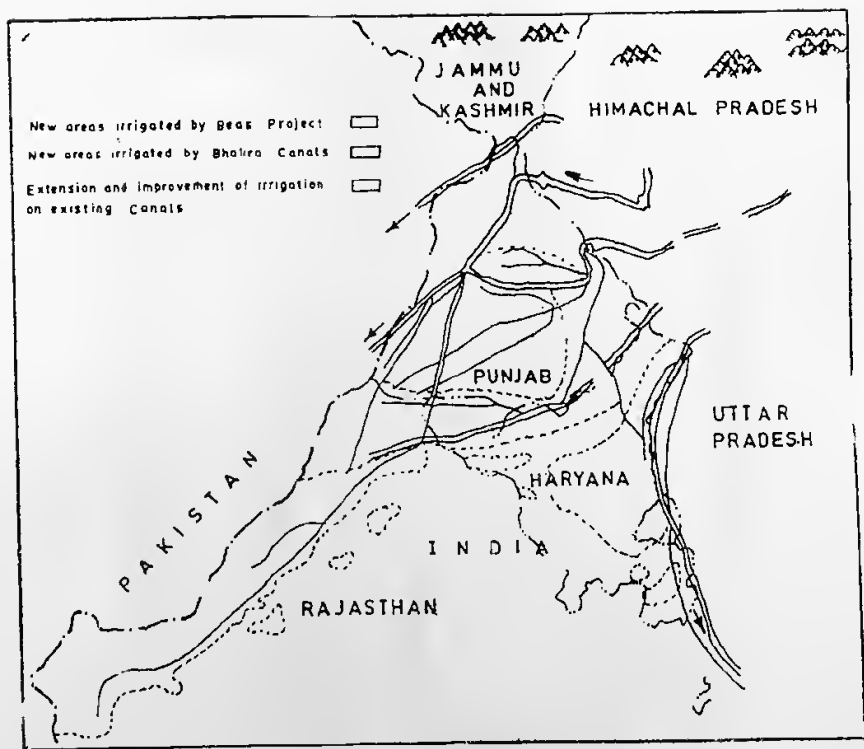 JAMMU
AND
KASHMIR
HIMACHAL PRADESH
New areas irrigated by Beas Project
New areas irrigated by Bhakra Canals
Extension and improvement of irrigation
on existing Canals
PUNJAB
UTTAR
PRADESH
HARYANA
PAKISTAN
INDIA
RAJASTHAN